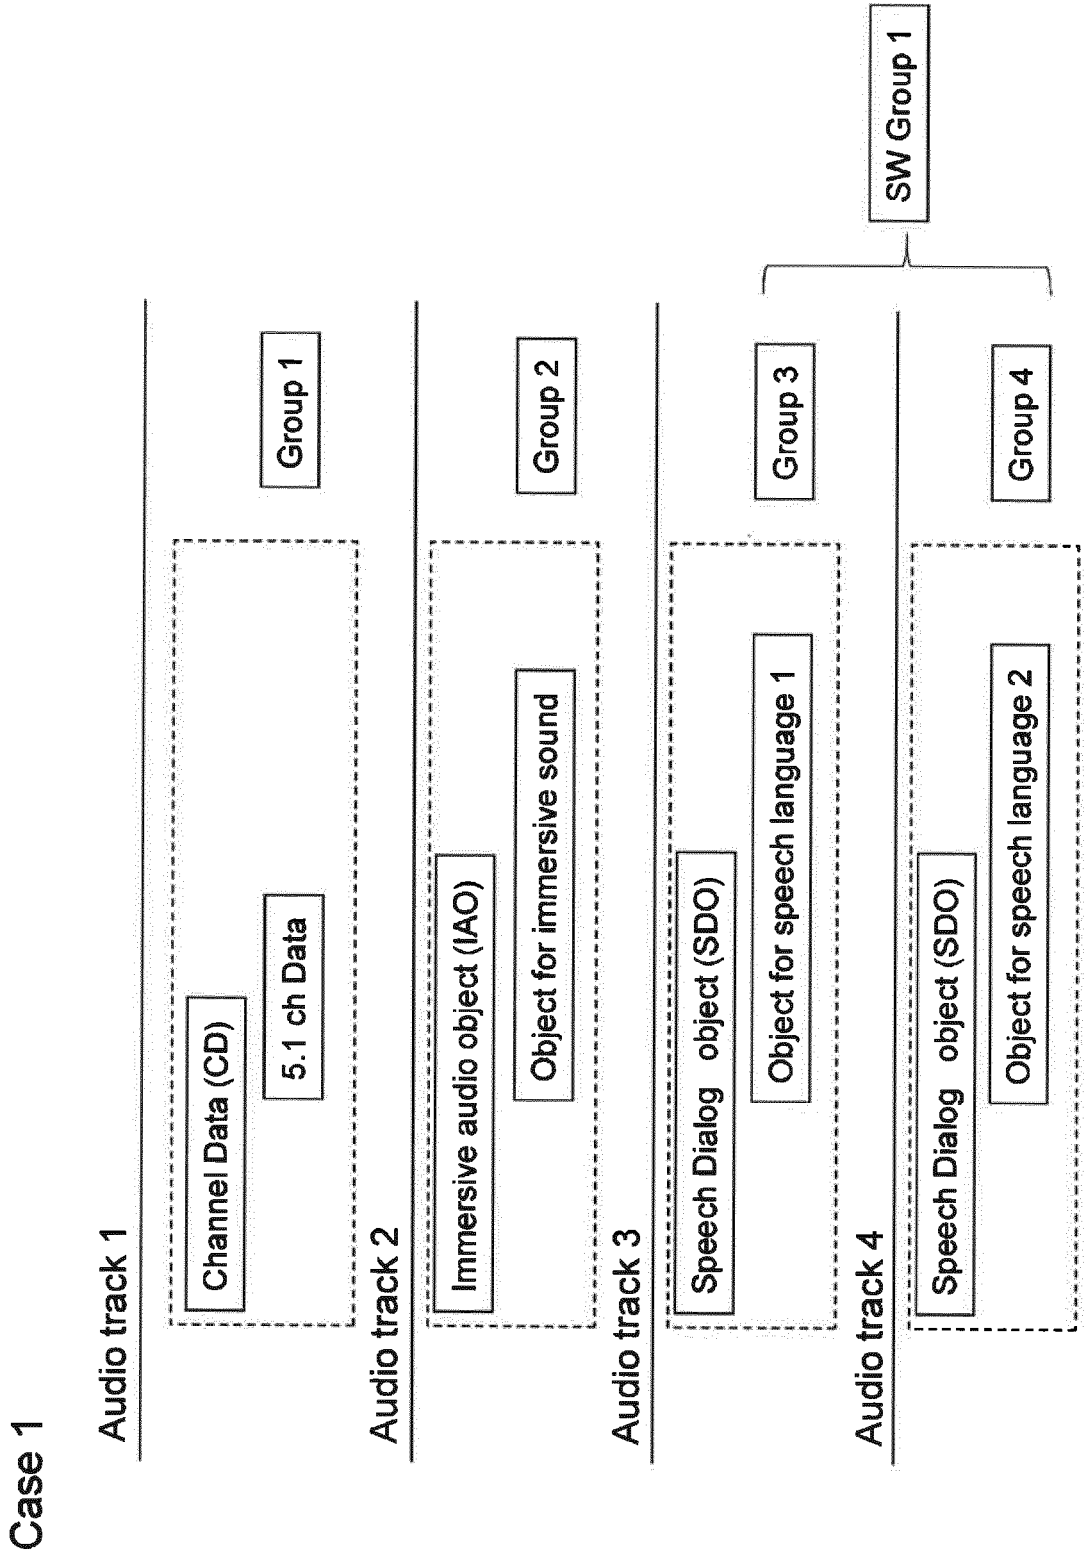 Case 1
Audio track 1
Channel Data (CD)
5.1 ch Data
Group 1
Audio track 2
Immersive audio object (IAO)
Object for immersive sound
Group 2
Audio track 3
Speech Dialog object (SDO)
Object for speech language 1
Group 3
Audio track 4
Speech Dialog object (SDO)
Object for speech language 2
Group 4
SW Group 1